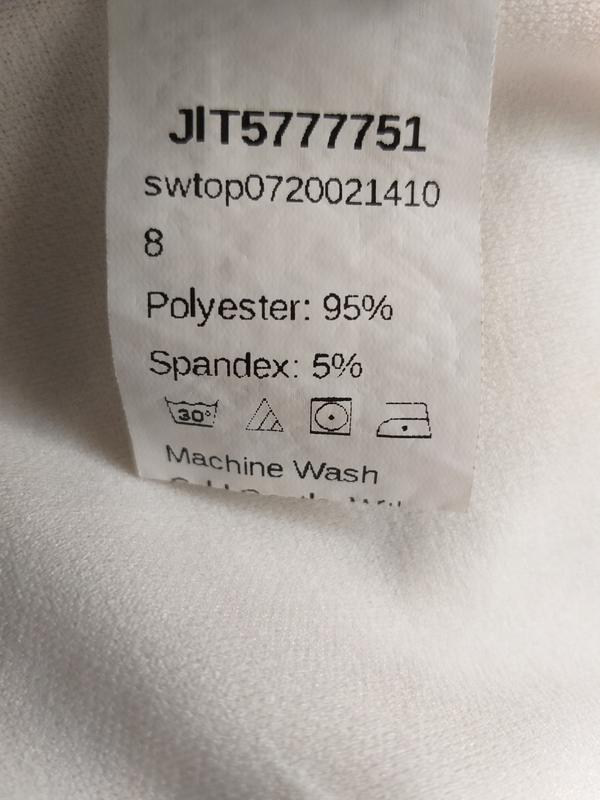 JIT5777751
swtop0720021410
8
Polyester: 95%
Spandex: 5%
30°
Machine Wash